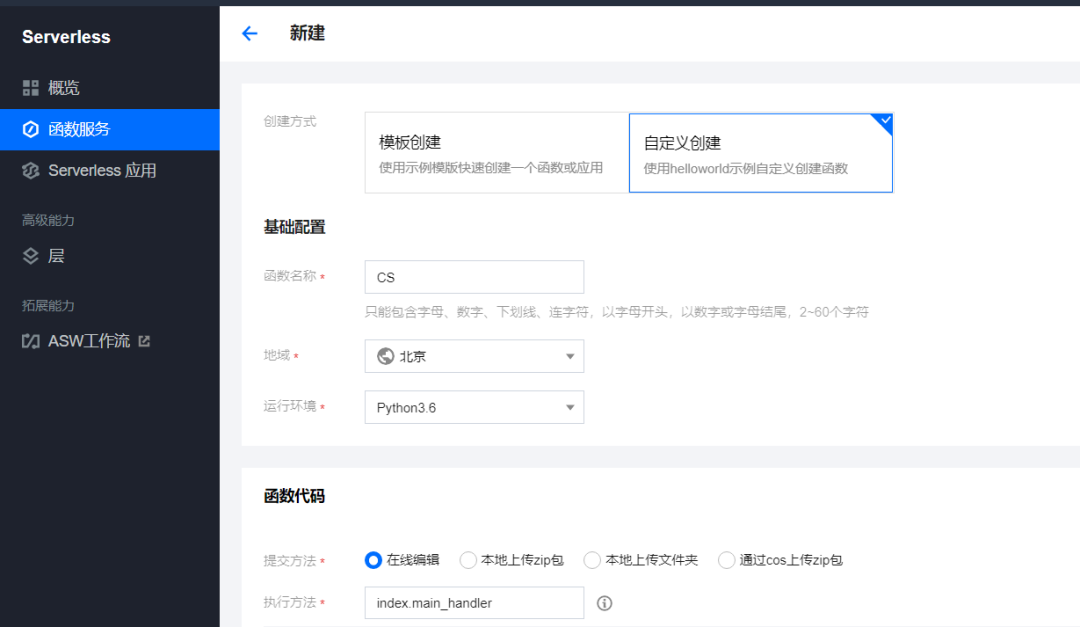 Serverless
概览
函数服务
Serverless 应用
高级能力
层
拓展能力
ASW工作流
新建
创建方式
模板创建
使用示例模版快速创建一个函数或应用
自定义创建
使用helloworld示例自定义创建函数
基础配置
函数名称 *
CS
只能包含字母、数字、下划线、连字符，以字母开头，以数字或字母结尾，2~60个字符
地域 *
北京
运行环境 *
Python3.6
函数代码
提交方法 *
在线编辑 本地上传zip包 本地上传文件夹 通过cos上传zip包
执行方法 *
index.main_handler